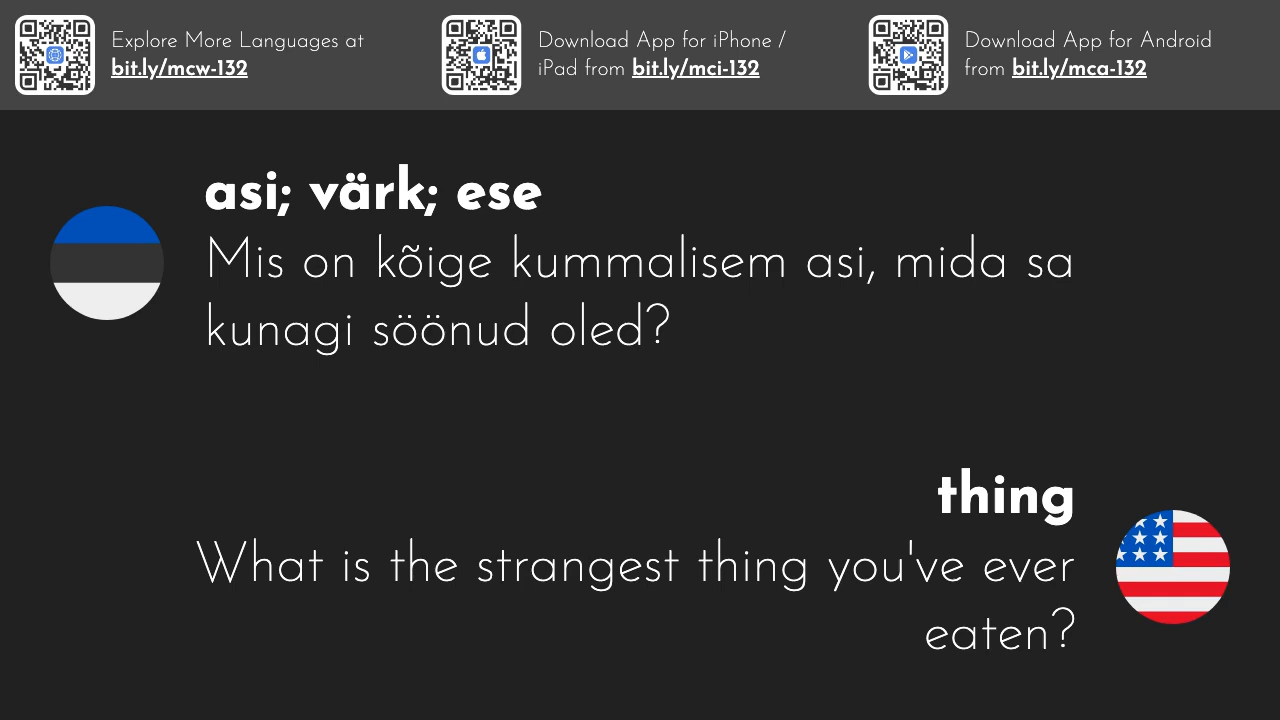 Explore More Languages at
bit.ly/mcw-132
Download App for iPhone /
iPad from bit.ly/mci-132
Download App for Android
from bit.ly/mca-132
asi; värk; ese
Mis on kõige kummalisem asi, mida sa
kunagi söönud oled?
thing
What is the strangest thing you've ever
eaten?